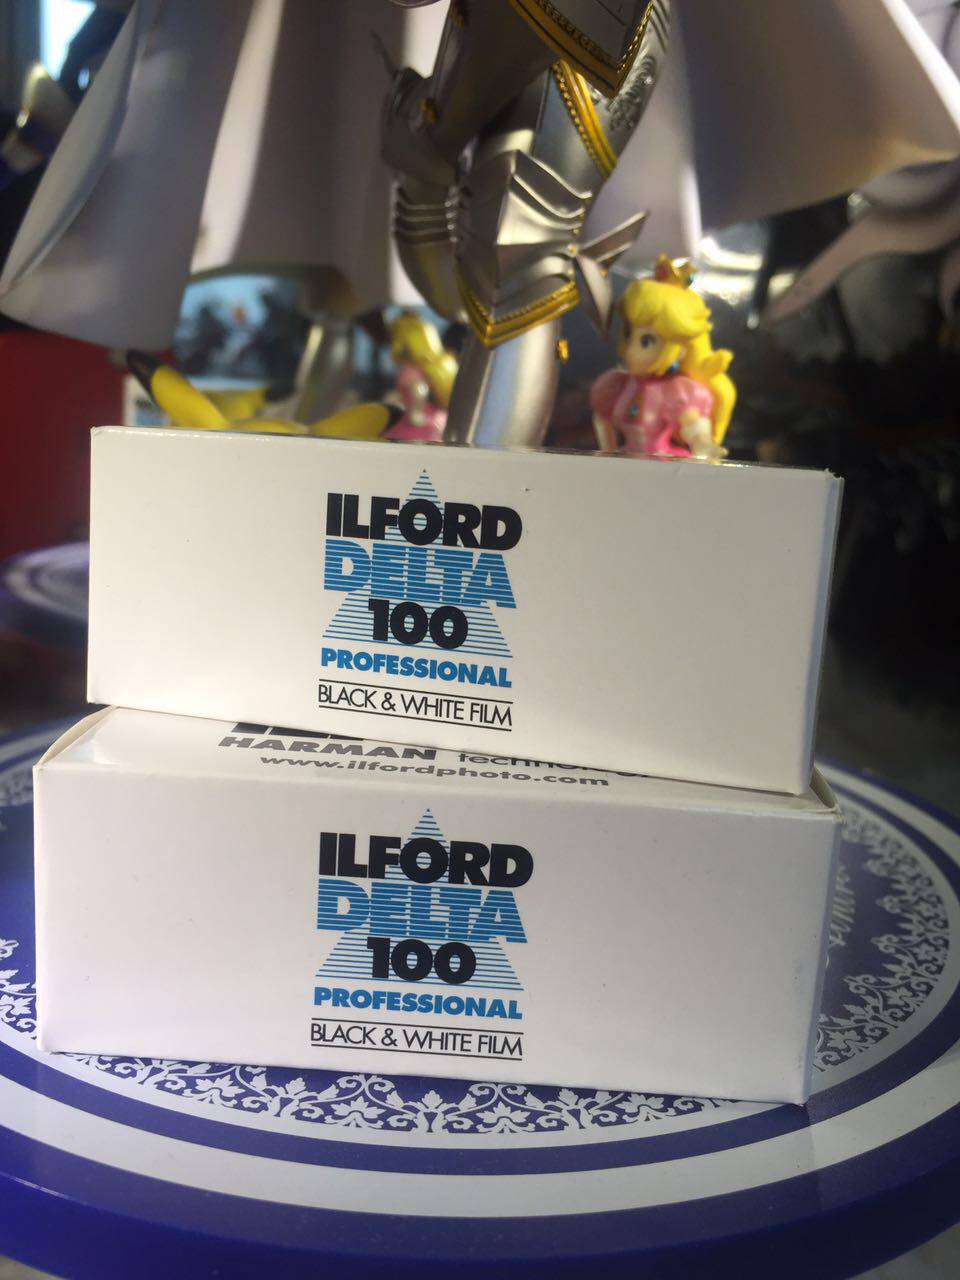 ILFORD
DELTA
100
PROFESSIONAL
BLACK & WHITE FILM
HARMAN
www.ilfordphoto.com
ILFORD
DELTA
100
PROFESSIONAL
BLACK & WHITE FILM